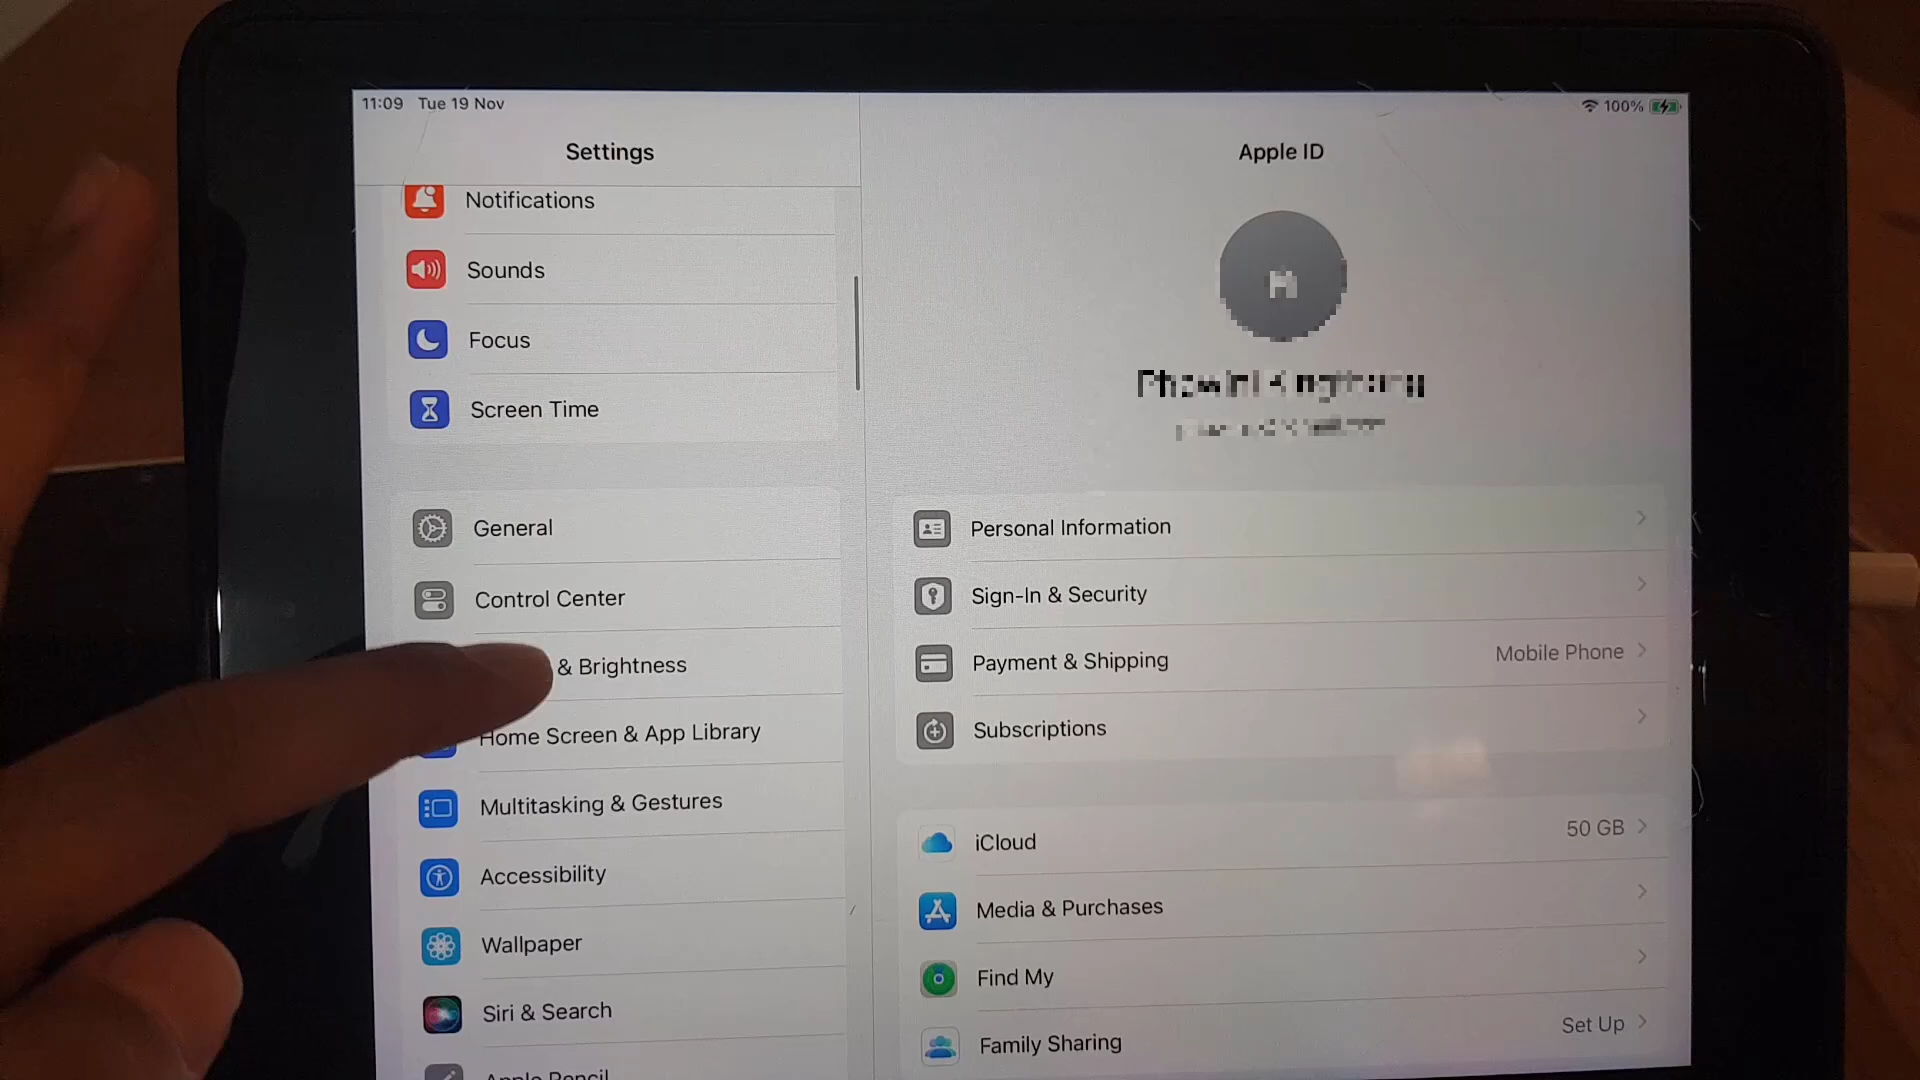 11:09 Tue 19 Nov
100%
Settings
Notifications
Sounds
Focus
Screen Time
General
Control Center
& Brightness
Home Screen & App Library
Multitasking & Gestures
Accessibility
Wallpaper
Siri & Search
Apple Pencil
Apple ID
Personal Information
Sign-In & Security
Payment & Shipping Mobile Phone
Subscriptions
iCloud 50 GB
Media & Purchases
Find My
Family Sharing Set Up